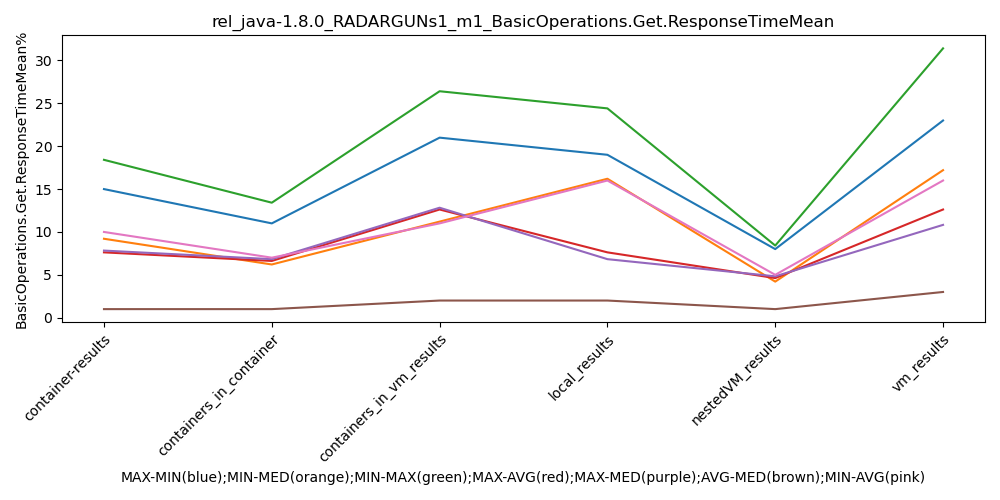 rel_java-1.8.0_RADARGUNs1_m1_BasicOperations.Get.ResponseTimeMean
BasicOperations.Get.ResponseTimeMean%
30
25
20
15
10
5
0
container-results
containers_in_container
containers_in_vm_results
local_results
nestedVM_results
vm_results
MAX-MIN(blue);MIN-MED(orange);MIN-MAX(green);MAX-AVG(red);MAX-MED(purple);AVG-MED(brown);MIN-AVG(pink)